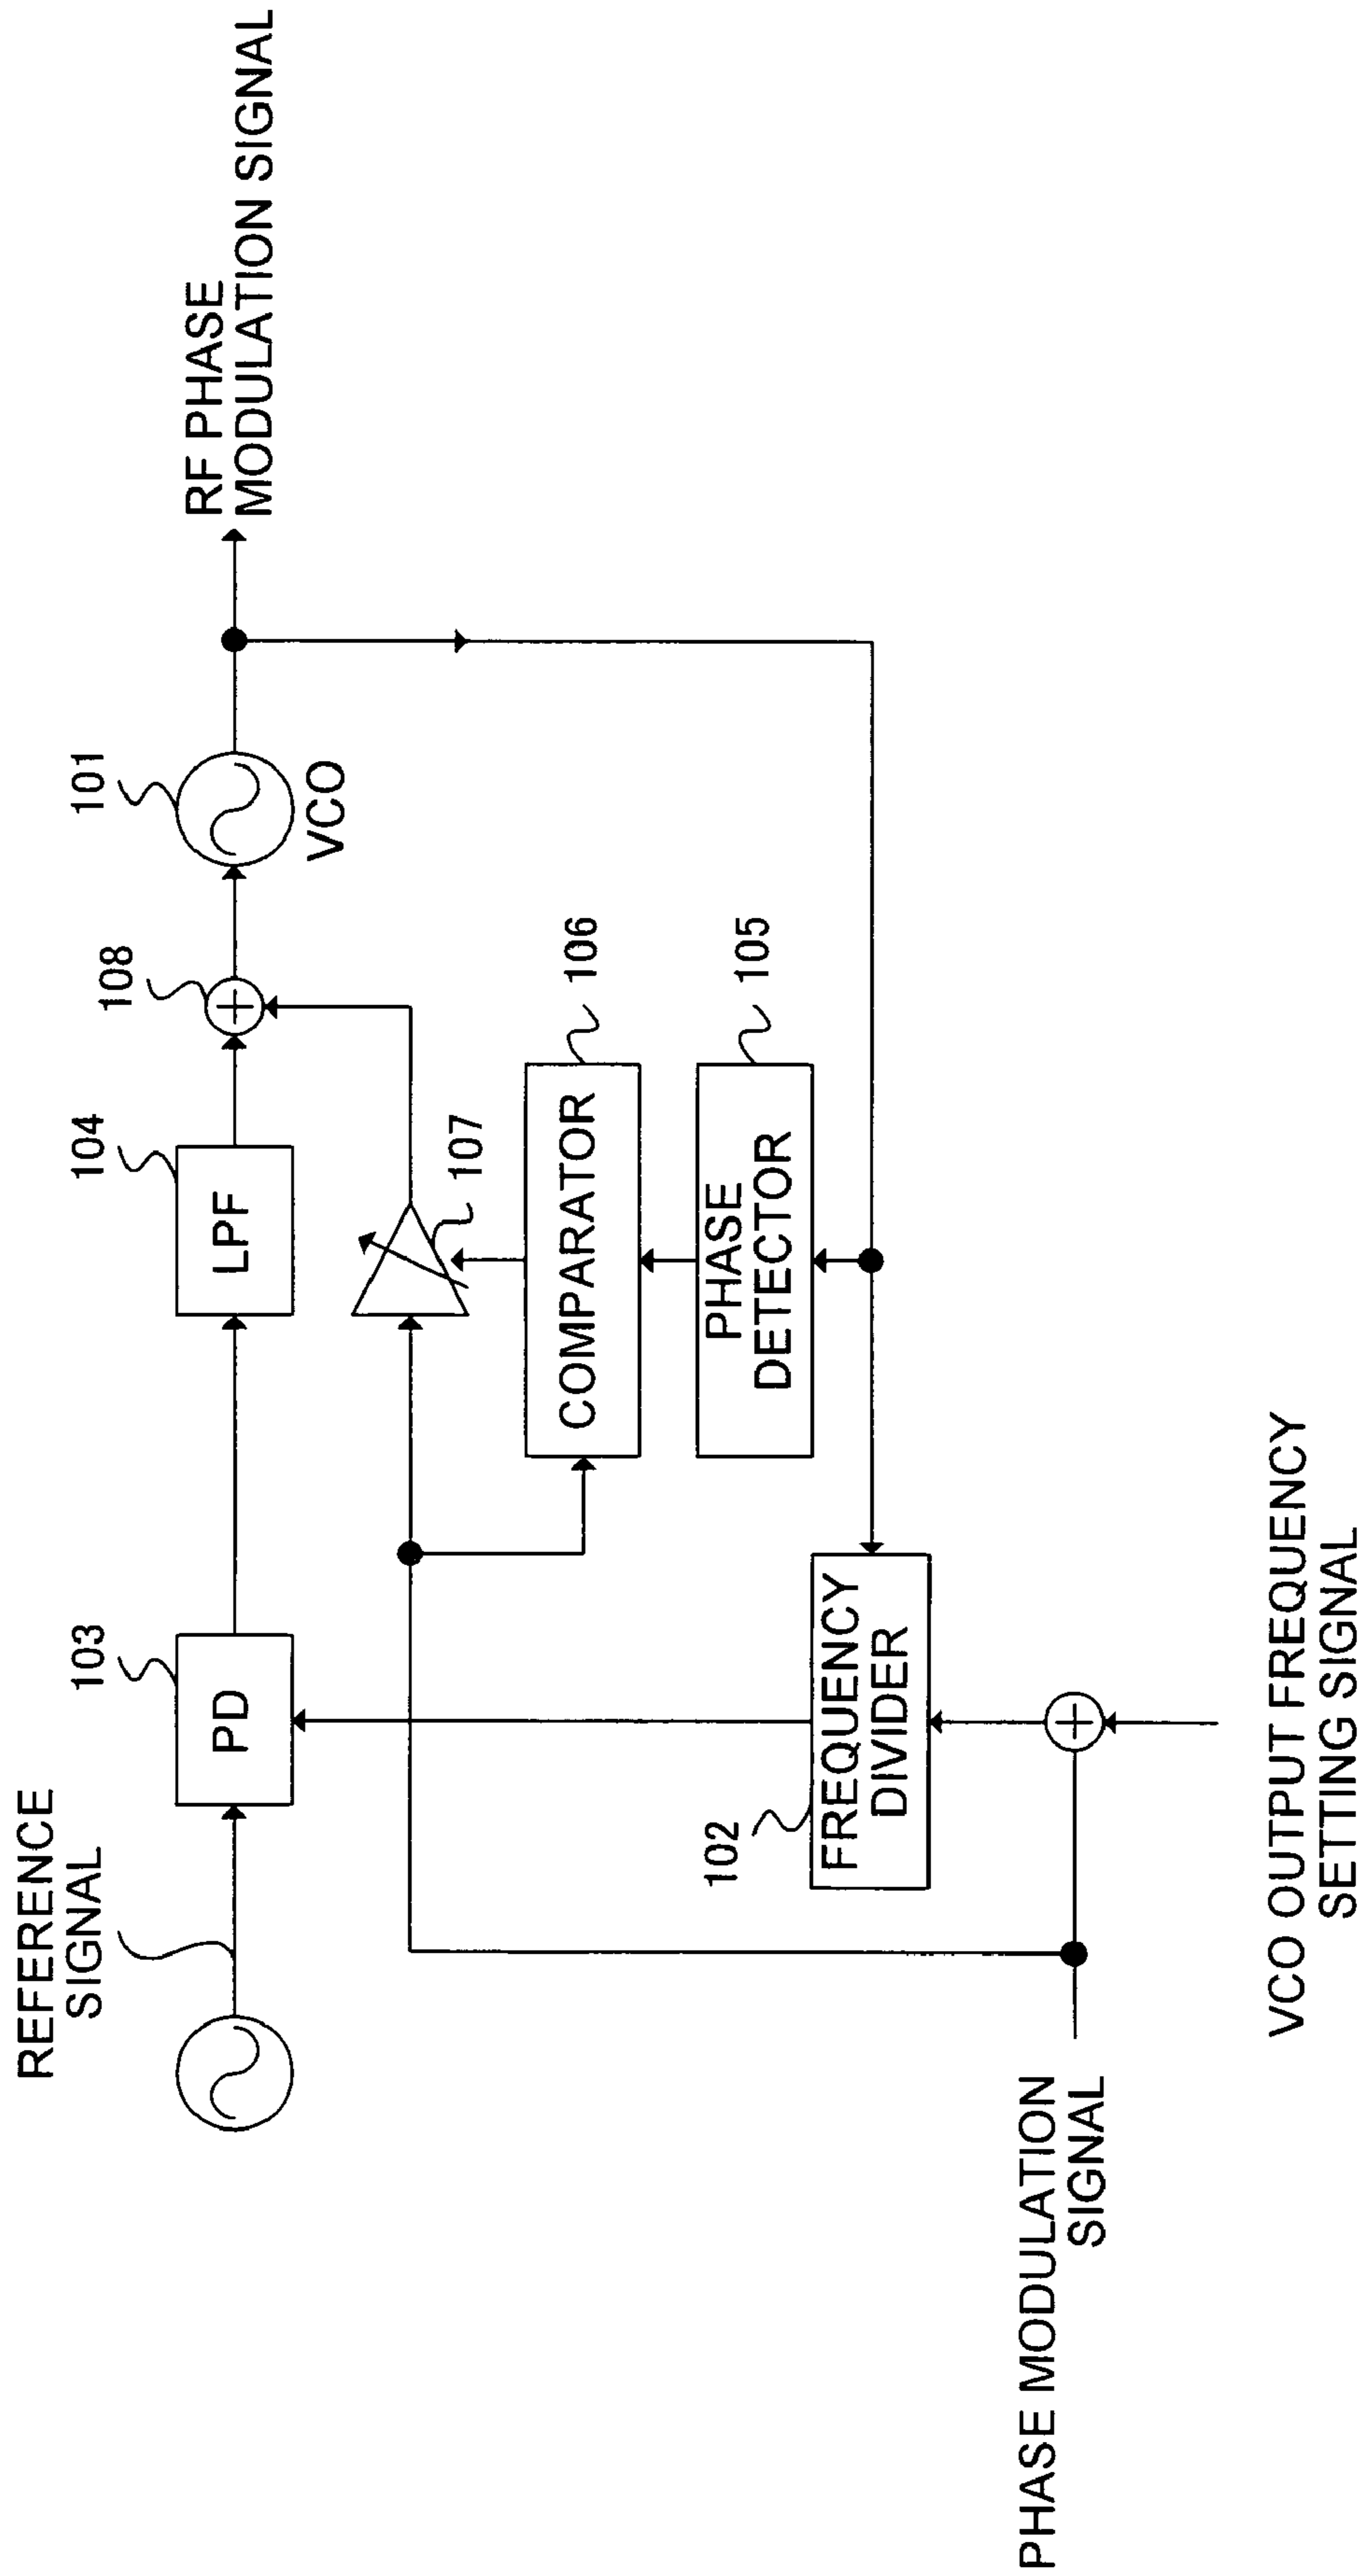 REFERENCE
SIGNAL
103
PD
104
LPF
108
101
VCO
RF PHASE
MODULATION SIGNAL
107
106
COMPARATOR
105
PHASE
DETECTOR
102
FREQUENCY
DIVIDER
PHASE MODULATION
SIGNAL
VCO OUTPUT FREQUENCY
SETTING SIGNAL